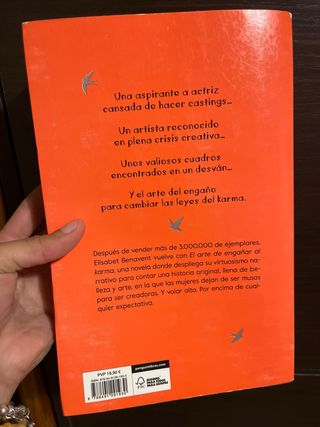 Una aspirante a actriz
cansada de hacer castings...
Un artista reconocido
en plena crisis creativa...
Unos valiosos cuadros
encontrados en un desván...
Y el arte del engaño
para cambiar las leyes del karma.
Después de vender más de 3.000.000 de ejemplares,
Elísabet Benavent vuelve con El arte de engañar al
karma, una novela donde despliega su virtuosismo na-
rrativo para contar una historia original, llena de belle-
za y arte, en la que las mujeres dejan de ser musas
para ser creadoras. Y volar alto. Por encima de cual-
quier expectativa.
PVP 18,90 €
penguinlibros.com
FSC